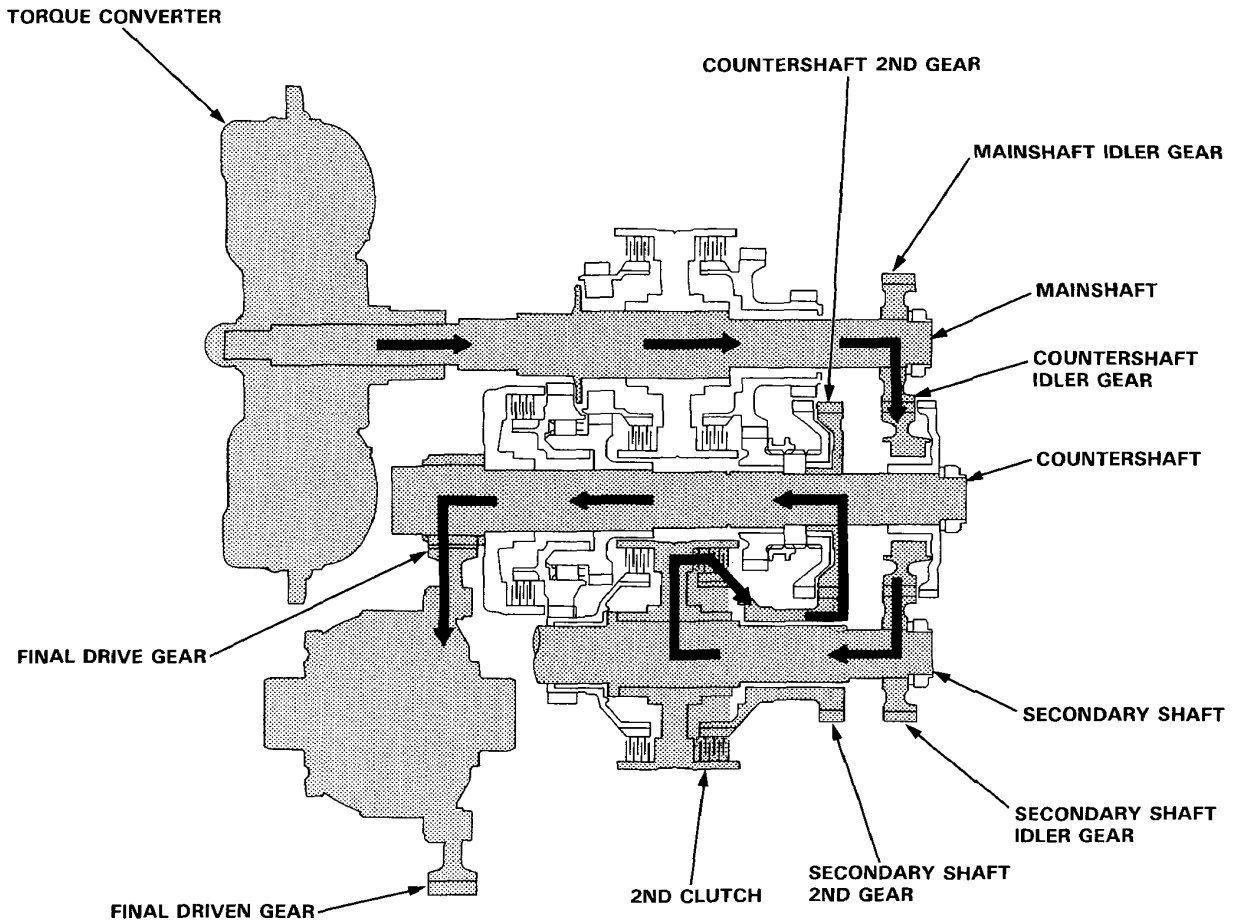 TORQUE CONVERTER
COUNTERSHAFT 2ND GEAR
MAINSHAFT IDLER GEAR
MAINSHAFT
COUNTERSHAFT
IDLER GEAR
COUNTERSHAFT
FINAL DRIVE GEAR
SECONDARY SHAFT
SECONDARY SHAFT
IDLER GEAR
SECONDARY SHAFT
2ND GEAR
2ND CLUTCH
FINAL DRIVEN GEAR